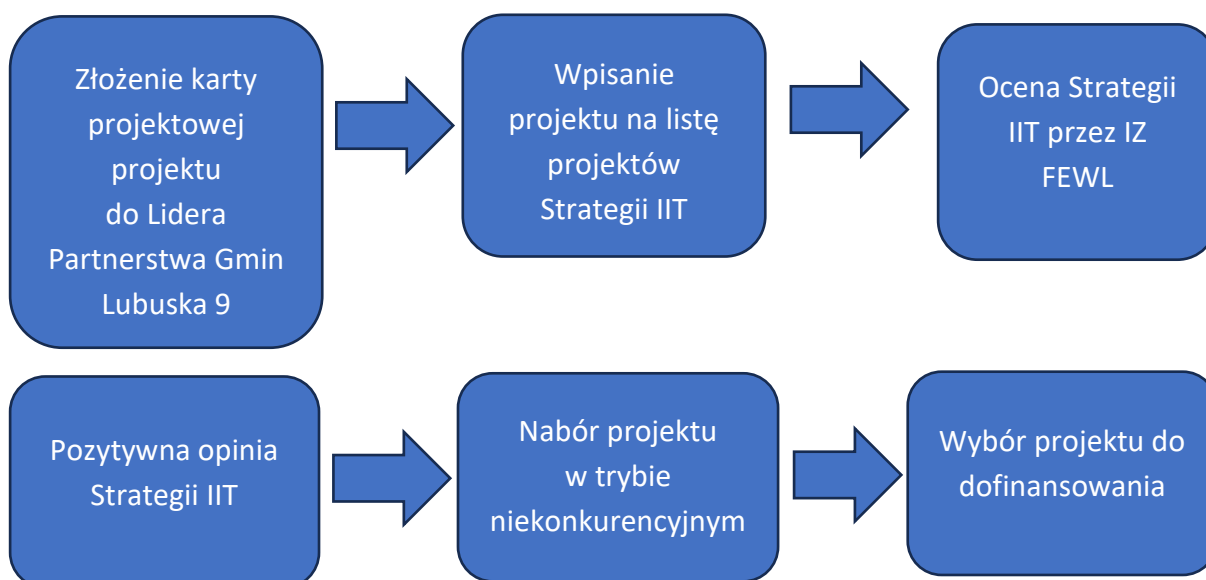 Złożenie karty
projektowej
projektu
do Lidera
Partnerstwa Gmin
Lubuska 9
Wpisanie
projektu na listę
projektów
Strategii IIT
Ocena Strategii
IIT przez IZ
FEWL
Pozytywna opinia
Strategii IIT
Nabór projektu
w trybie
niekonkurencyjnym
Wybór projektu do
dofinansowania